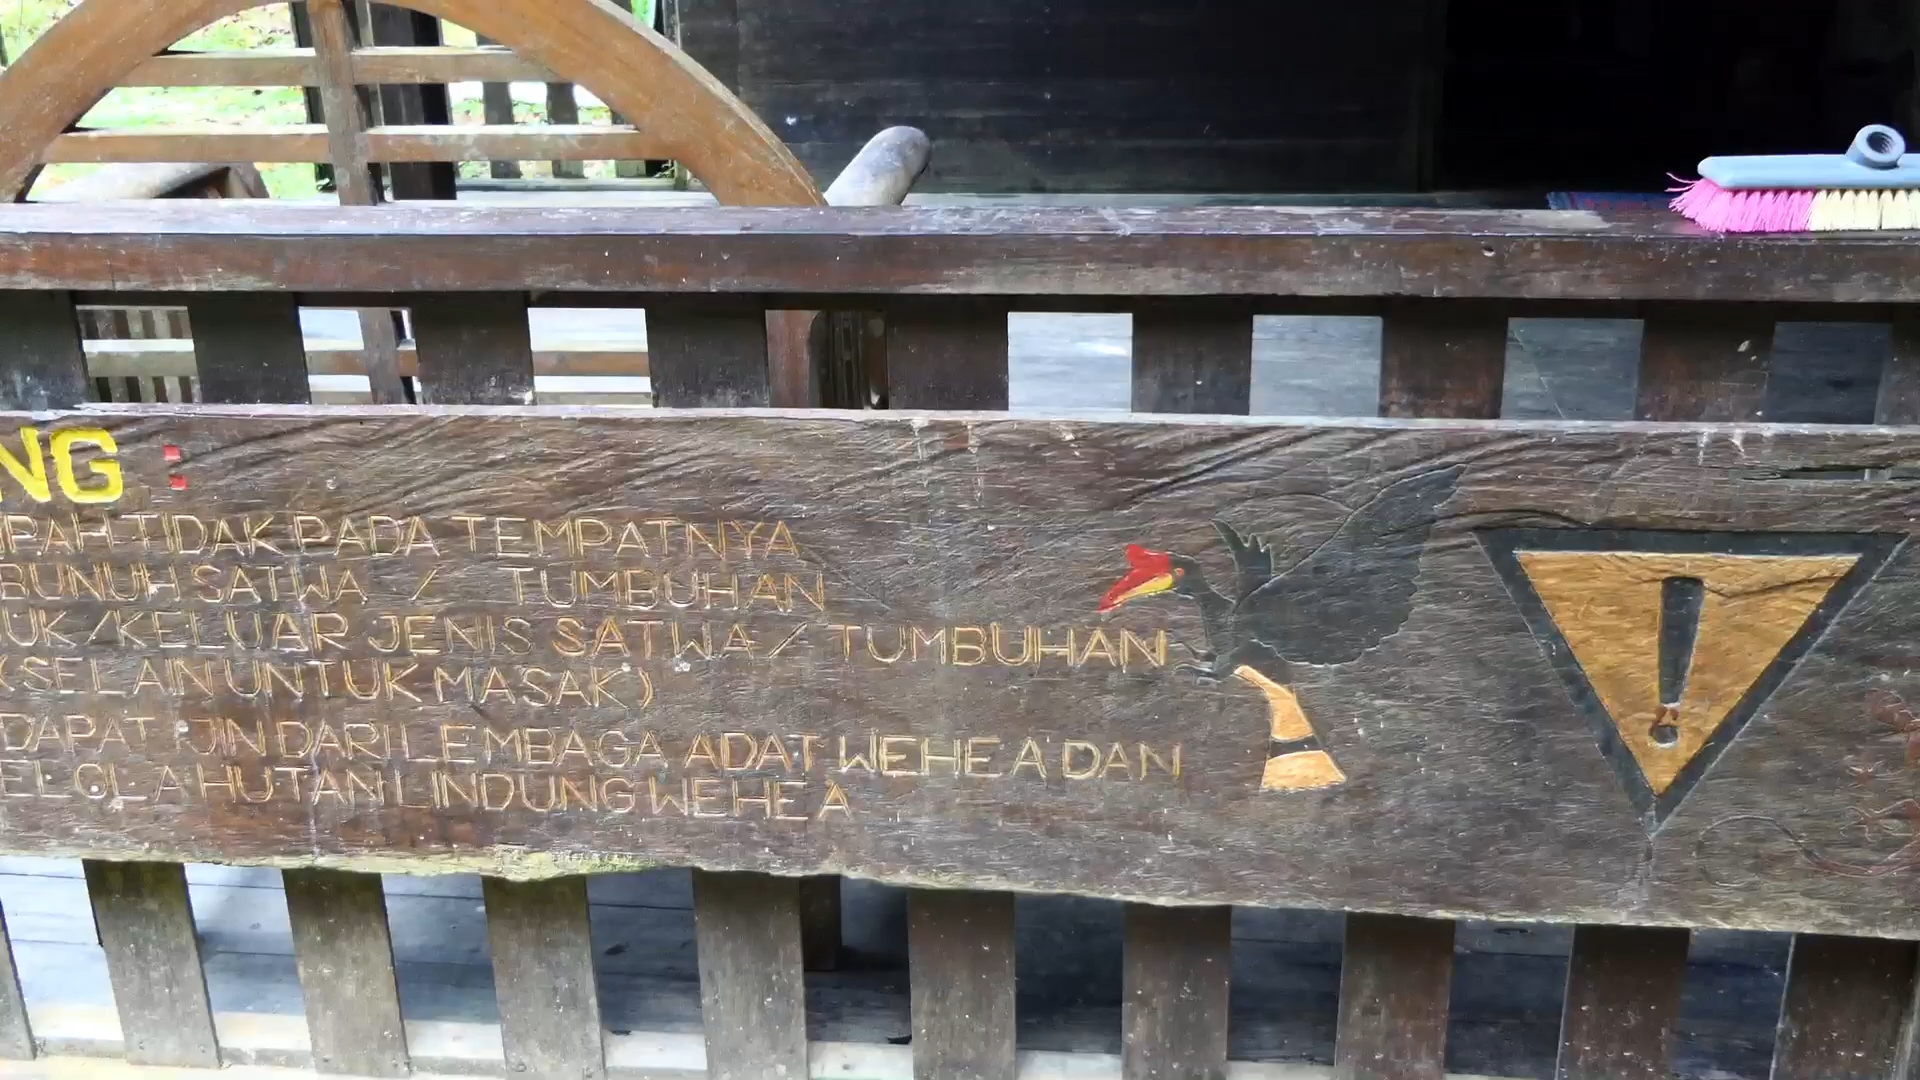 NG :
MPAH TIDAK PADA TEMPATNYA
BUNUH SATWA / TUMBUHAN
UK/KELUAR JENIS SATWA/ TUMBUHAN
(SELAIN UNTUK MASAK)
DAPAT IJIN DARI LEMBAGA ADAT WEHEA DAN
ELOLA HUTAN LINDUNG WEHEA
!